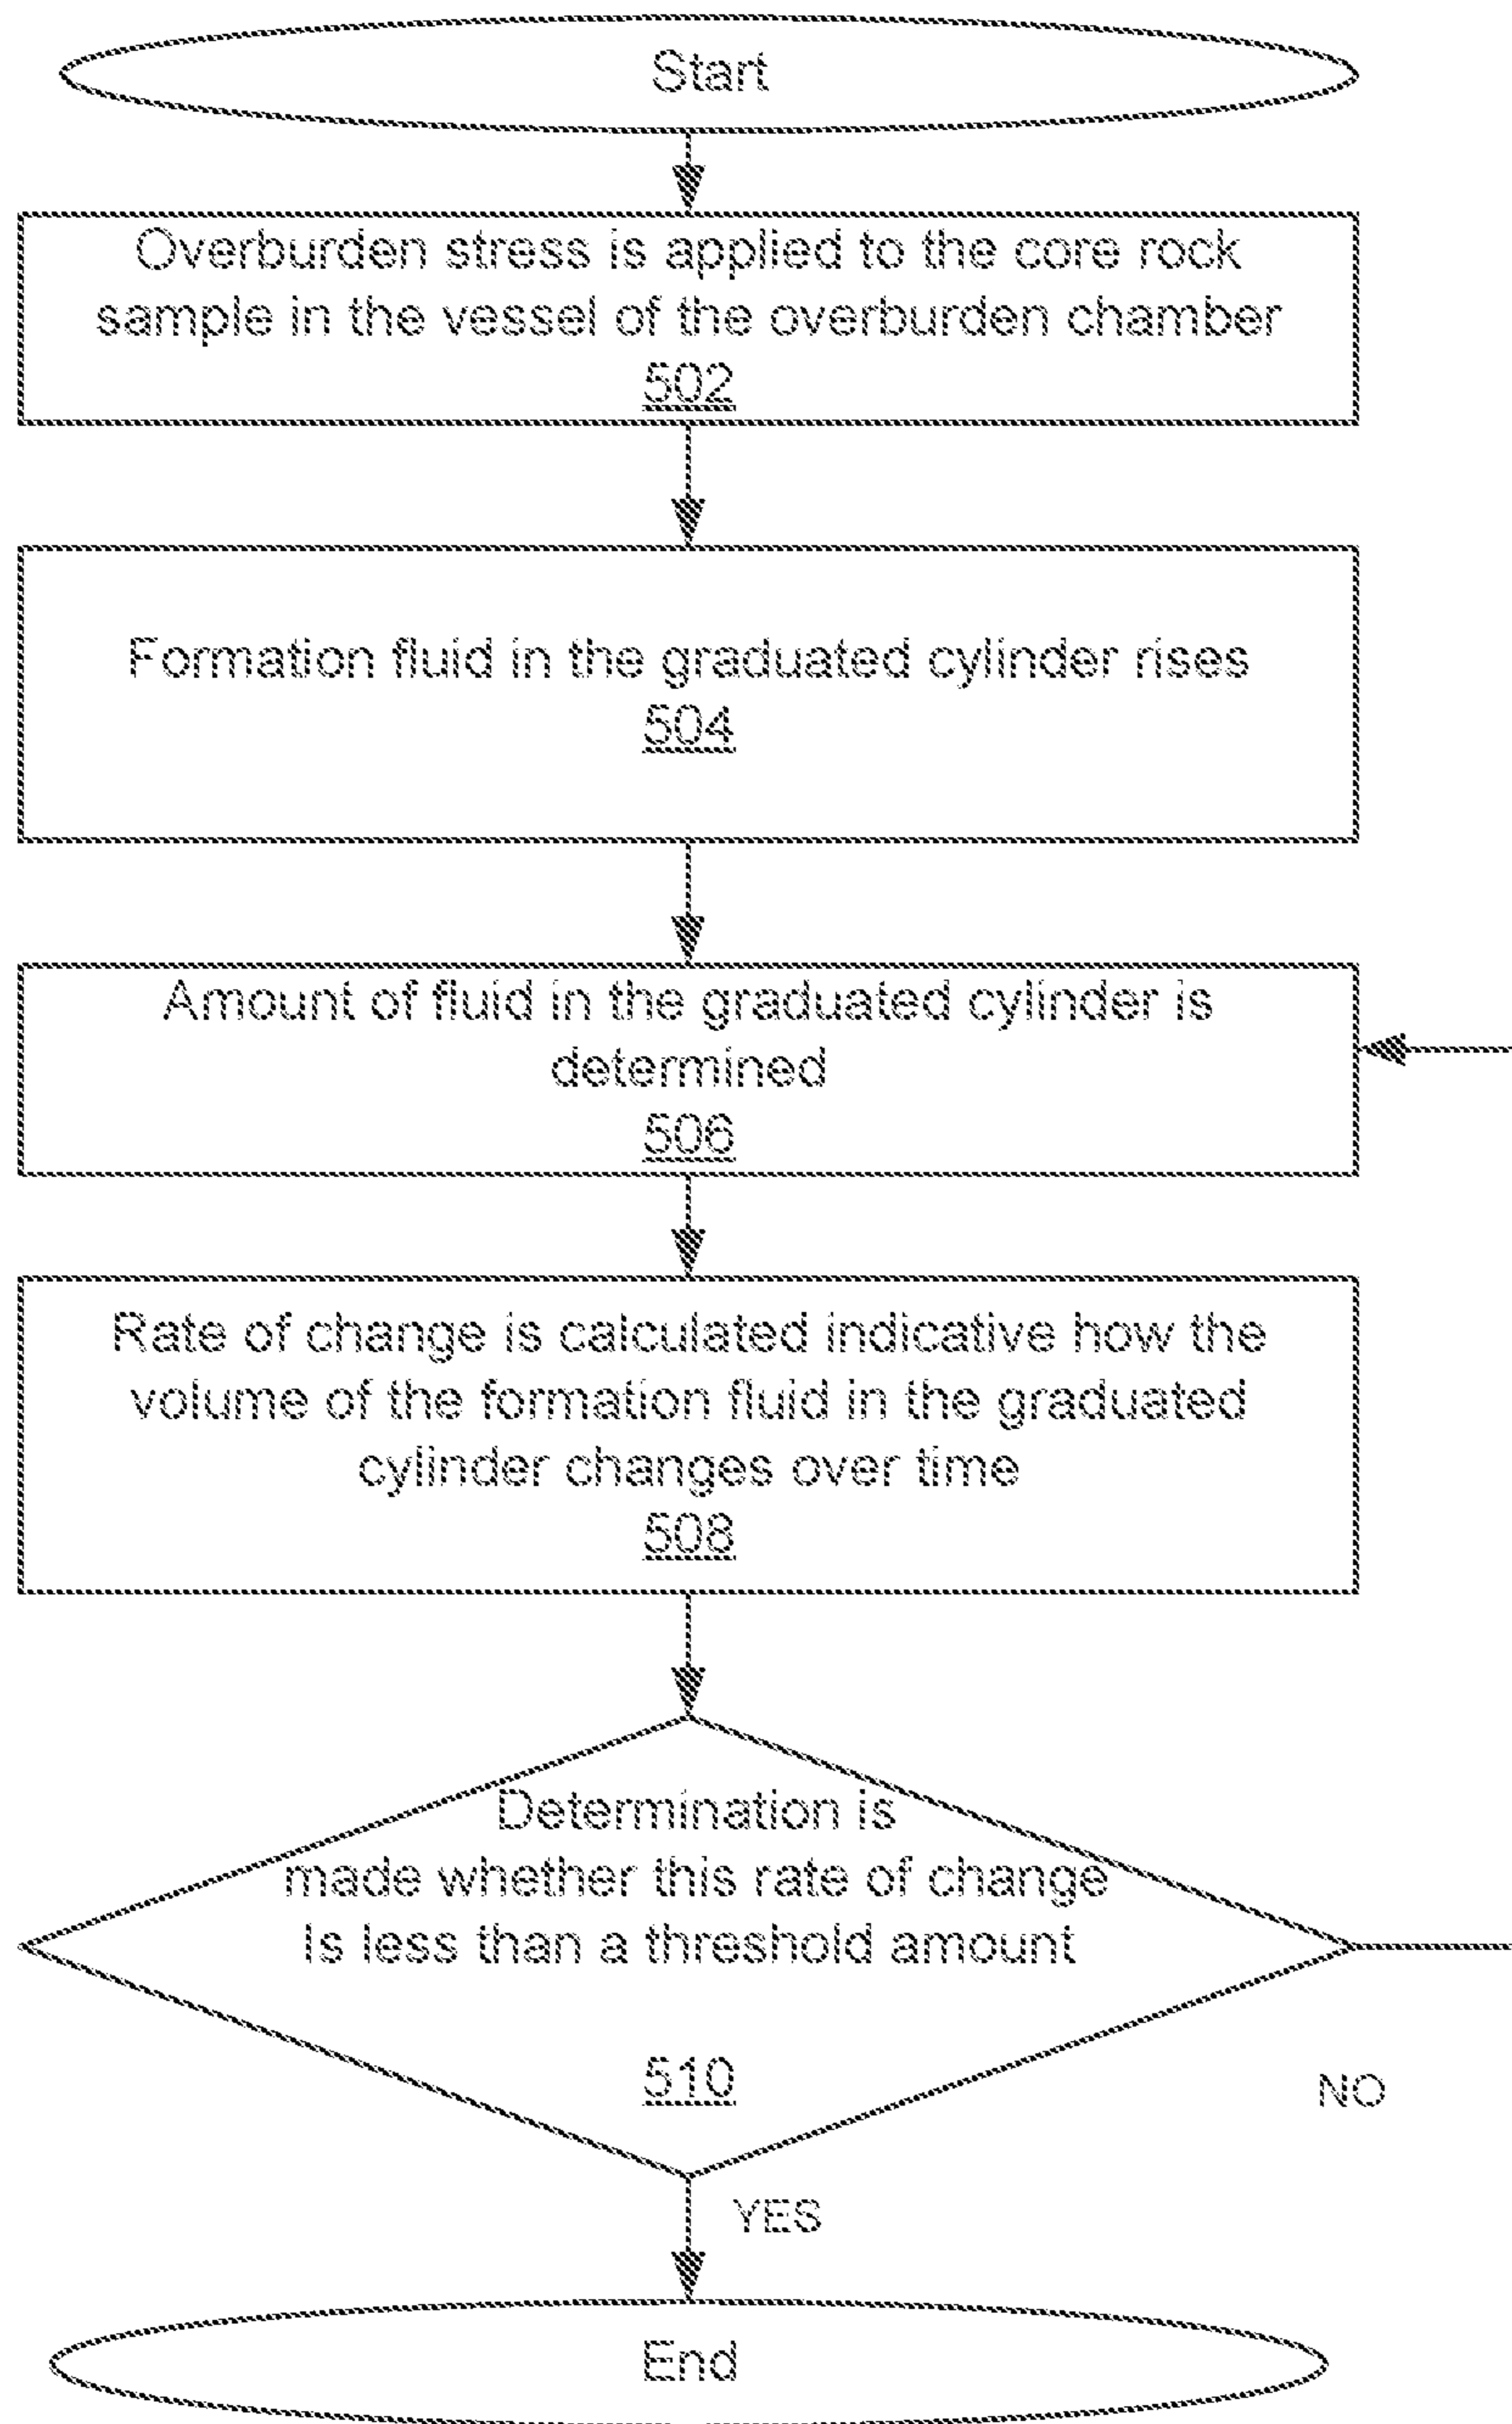 Start
Overburden stress is applied to the core rock
sample in the vessel of the overburden chamber
502
Formation fluid in the graduated cylinder rises
504
Amount of fluid in the graduated cylinder is
determined
506
Rate of change is calculated indicative how the
volume of the formation fluid in the graduated
cylinder changes over time
508
Determination is
made whether this rate of change
Is less than a threshold amount
510
NO
YES
End